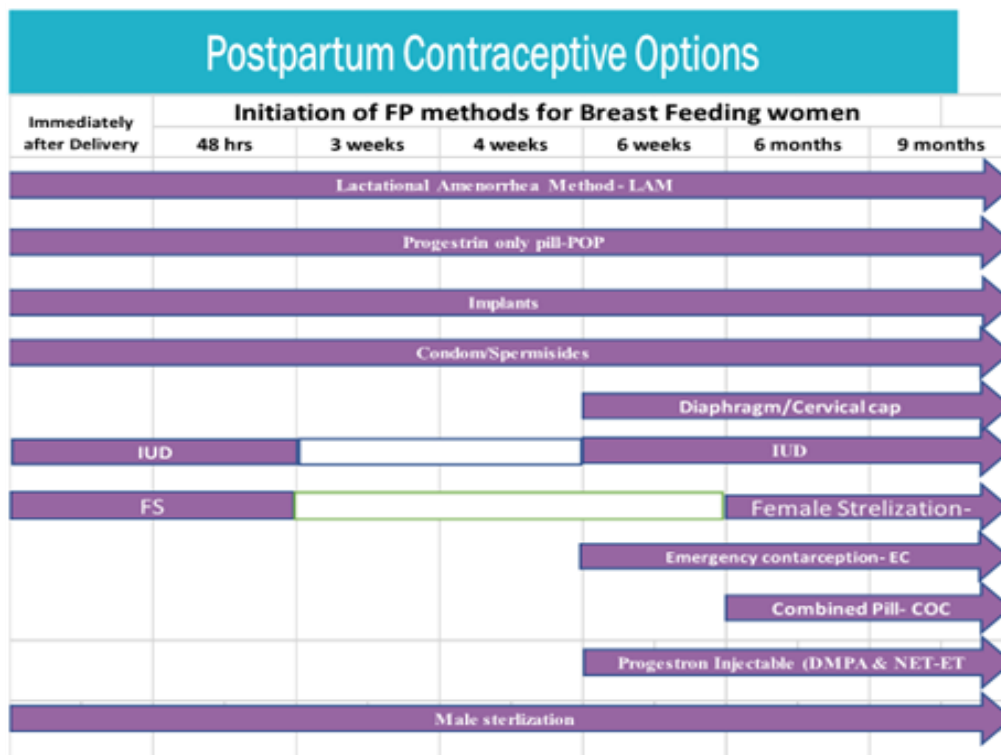 Postpartum Contraceptive Options
Immediately
after Delivery
Initiation of FP methods for Breast Feeding women
48 hrs
3 weeks
4 weeks
6 weeks
6 months
9 months
Lactational Amenorrhea Method- LAM
Progestrin only pill-POP
Implants
Condom/Spermisides
Diaphragm/Cervical cap
IUD
IUD
FS
Female Strelization-
Emergency contarception- EC
Combined Pill- COC
Progestron Injectable (DMPA & NET-ET
Male sterlization